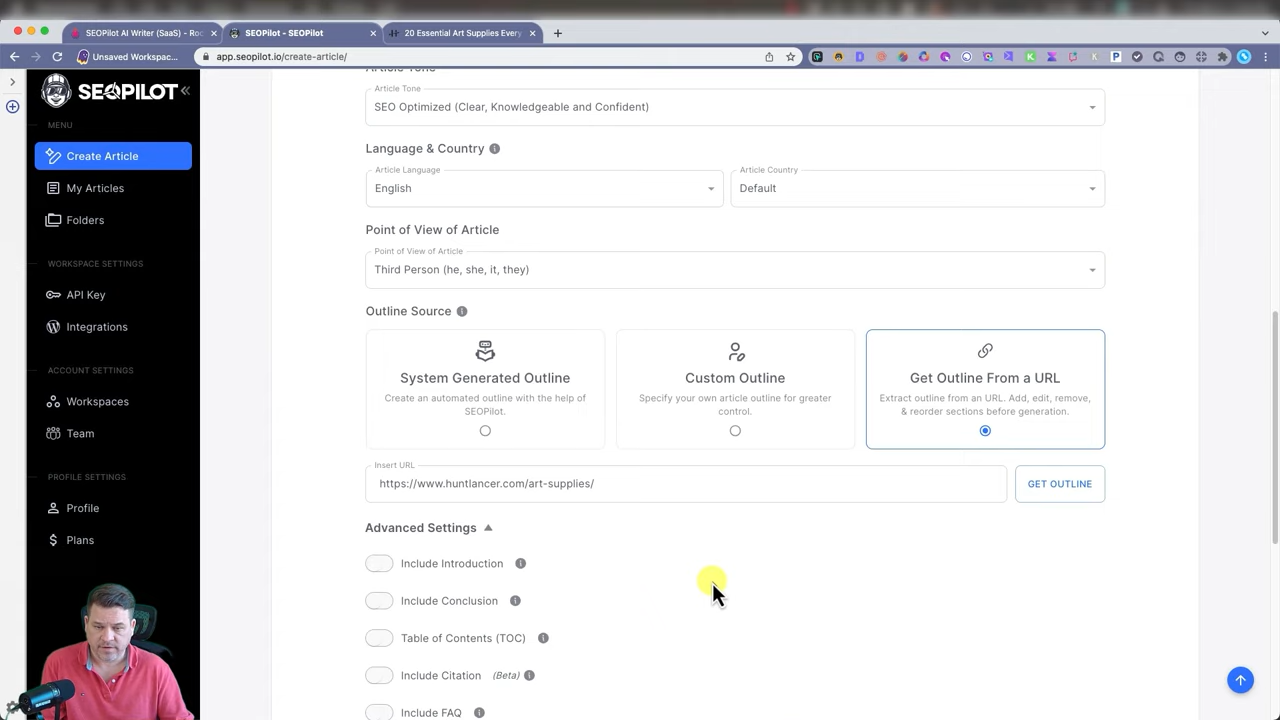 SEOPilot AI Writer (SaaS) - Roc
SEOPilot - SEOPilot
20 Essential Art Supplies Every
Unsaved Workspac...
app.seopilot.io/create-article/
SEOPILOT
MENU
Create Article
My Articles
Folders
WORKSPACE SETTINGS
API Key
Integrations
ACCOUNT SETTINGS
Workspaces
Team
PROFILE SETTINGS
Profile
Plans
Article Tone
Article Tone
SEO Optimized (Clear, Knowledgeable and Confident)
Language & Country
Article Language
English
Article Country
Default
Point of View of Article
Point of View of Article
Third Person (he, she, it, they)
Outline Source
System Generated Outline
Create an automated outline with the help of
SEOPilot.
Custom Outline
Specify your own article outline for greater
control.
Get Outline From a URL
Extract outline from an URL. Add, edit, remove,
& reorder sections before generation.
Insert URL
https://www.huntlancer.com/art-supplies/
GET OUTLINE
Advanced Settings
Include Introduction
Include Conclusion
Table of Contents (TOC)
Include Citation (Beta)
Include FAQ